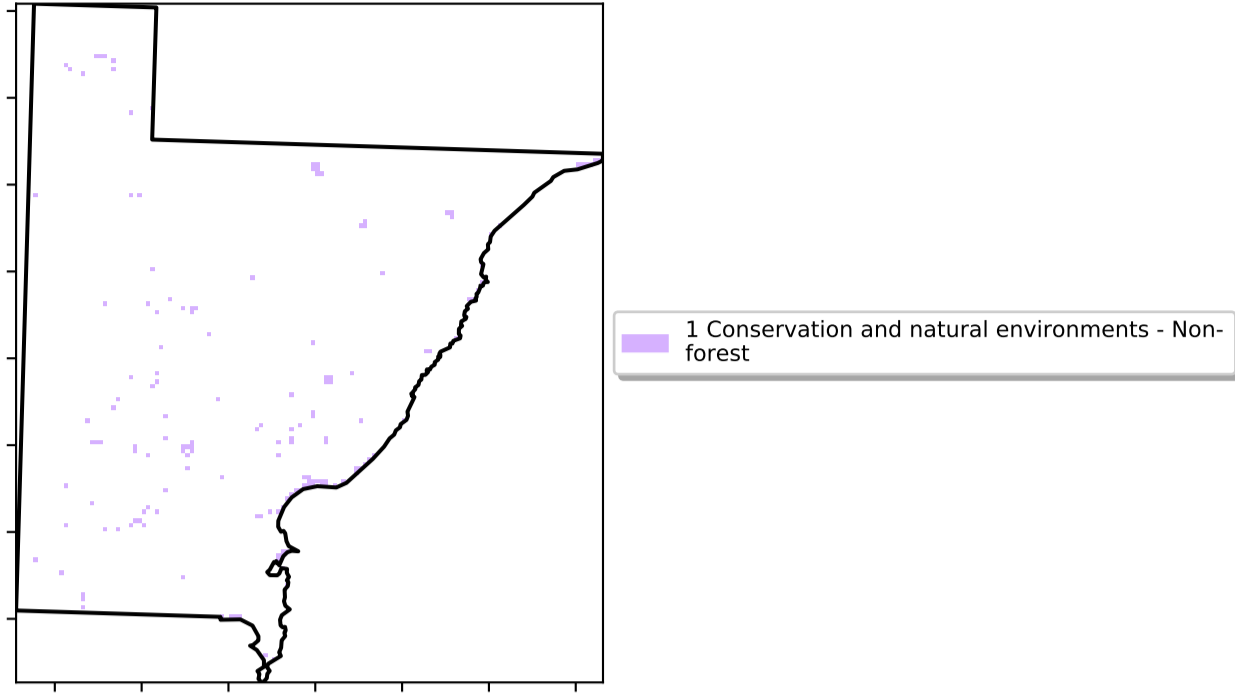 1 Conservation and natural environments - Non-
forest